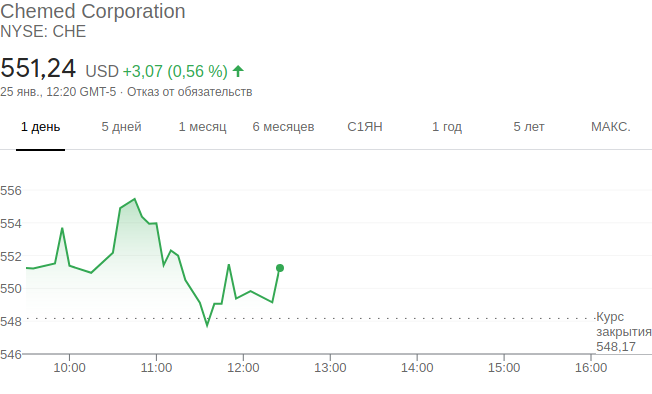 Chemed Corporation
NYSE: CHE
551,24 USD +3,07 (0,56 %)
25 янв., 12:20 GMT-5 · Отказ от обязательств
1 день 5 дней 1 месяц 6 месяцев С1ЯН 1 год 5 лет МАКС.
556
554
552
550
548
546
Курс
закрытия
548,17
10:00 11:00 12:00 13:00 14:00 15:00 16:00